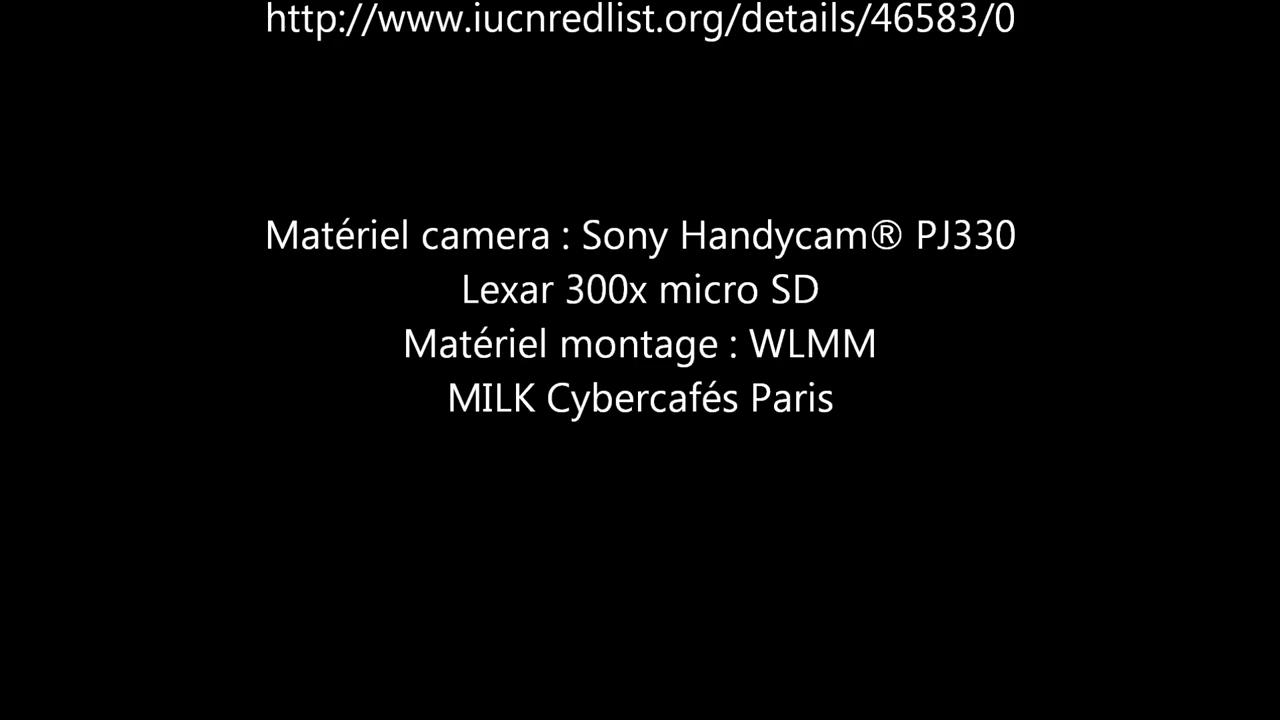 http://www.iucnredlist.org/details/46583/0
Matériel camera : Sony Handycam® PJ330
Lexar 300x micro SD
Matériel montage : WLMM
MILK Cybercafés Paris